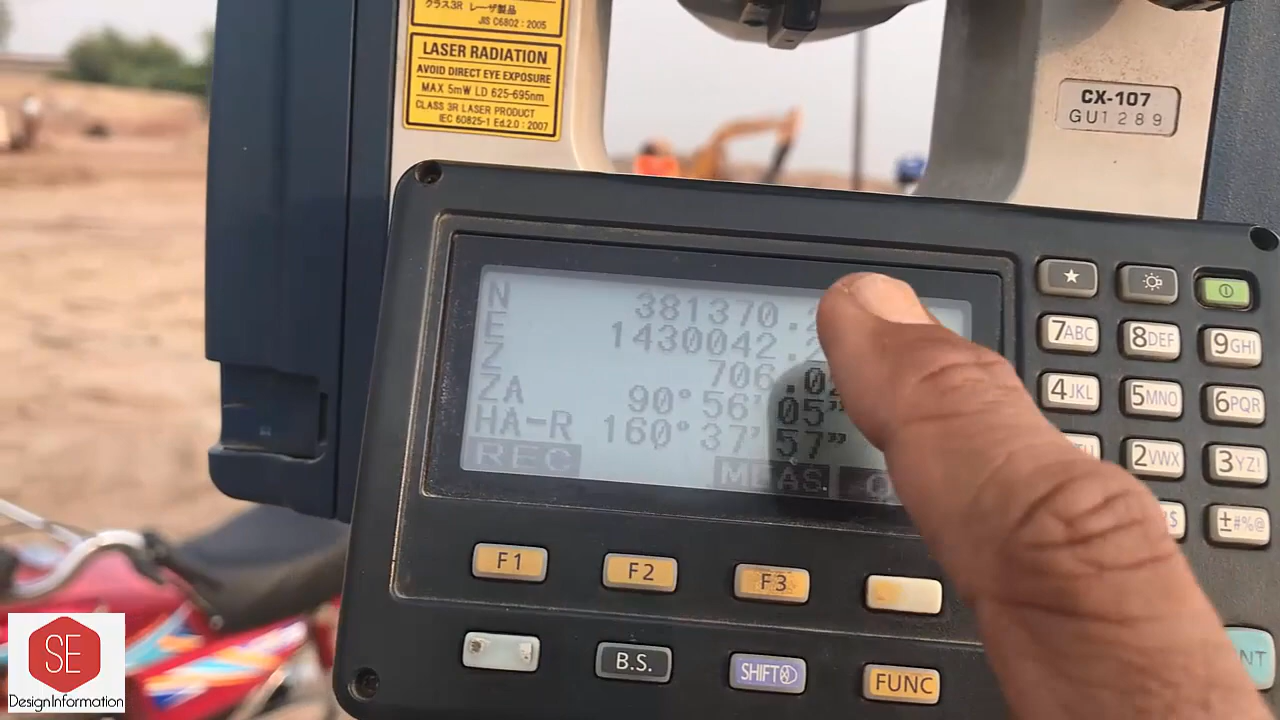 クラス3R レーザ製品
JIS C6802 : 2005
LASER RADIATION
AVOID DIRECT EYE EXPOSURE
MAX 5mW LD 625-695nm
CLASS 3R LASER PRODUCT
IEC 60825-1 Ed.2.0 : 2007
CX-107
GU1289
N 381370.
E 1430042.
Z 706.0
ZA 90°56'05"
HA-R 160°37'57"
REC MEAS
★
7ABC 8DEF 9GHI
4JKL 5MNO 6PQR
2VWX 3YZ!
$ ±#%@
F1 F2 F3
B.S. SHIFT FUNC
NT
SE
DesignInformation